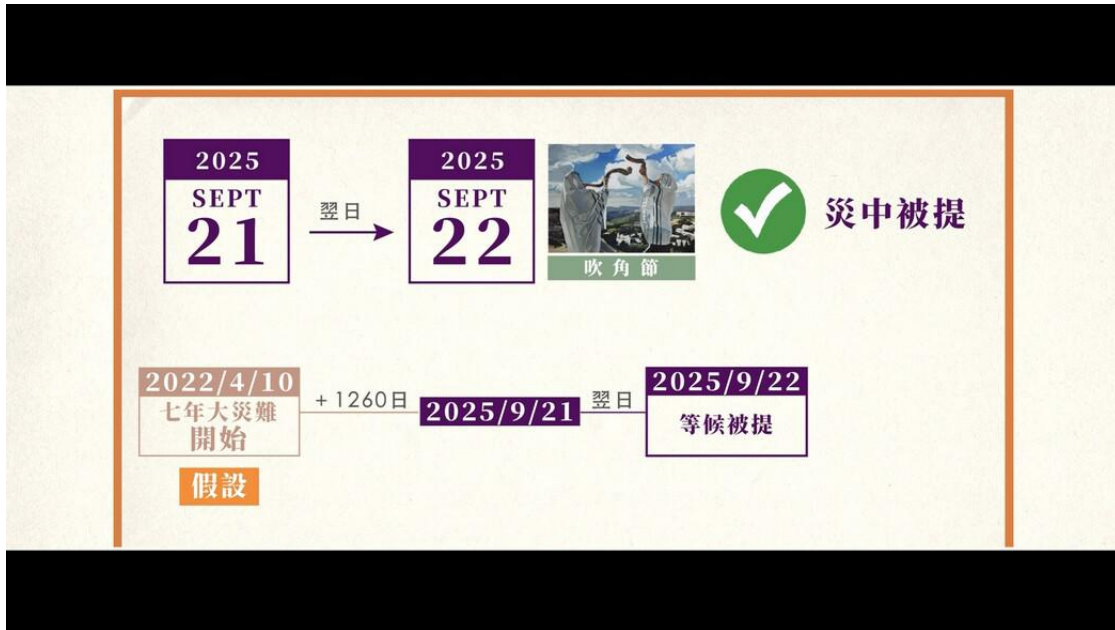 2025
SEPT
21
翌日
2025
SEPT
22
吹角節
災中被提
2022/4/10
七年大災難
開始
+1260日
2025/9/21
翌日
2025/9/22
等候被提
假設